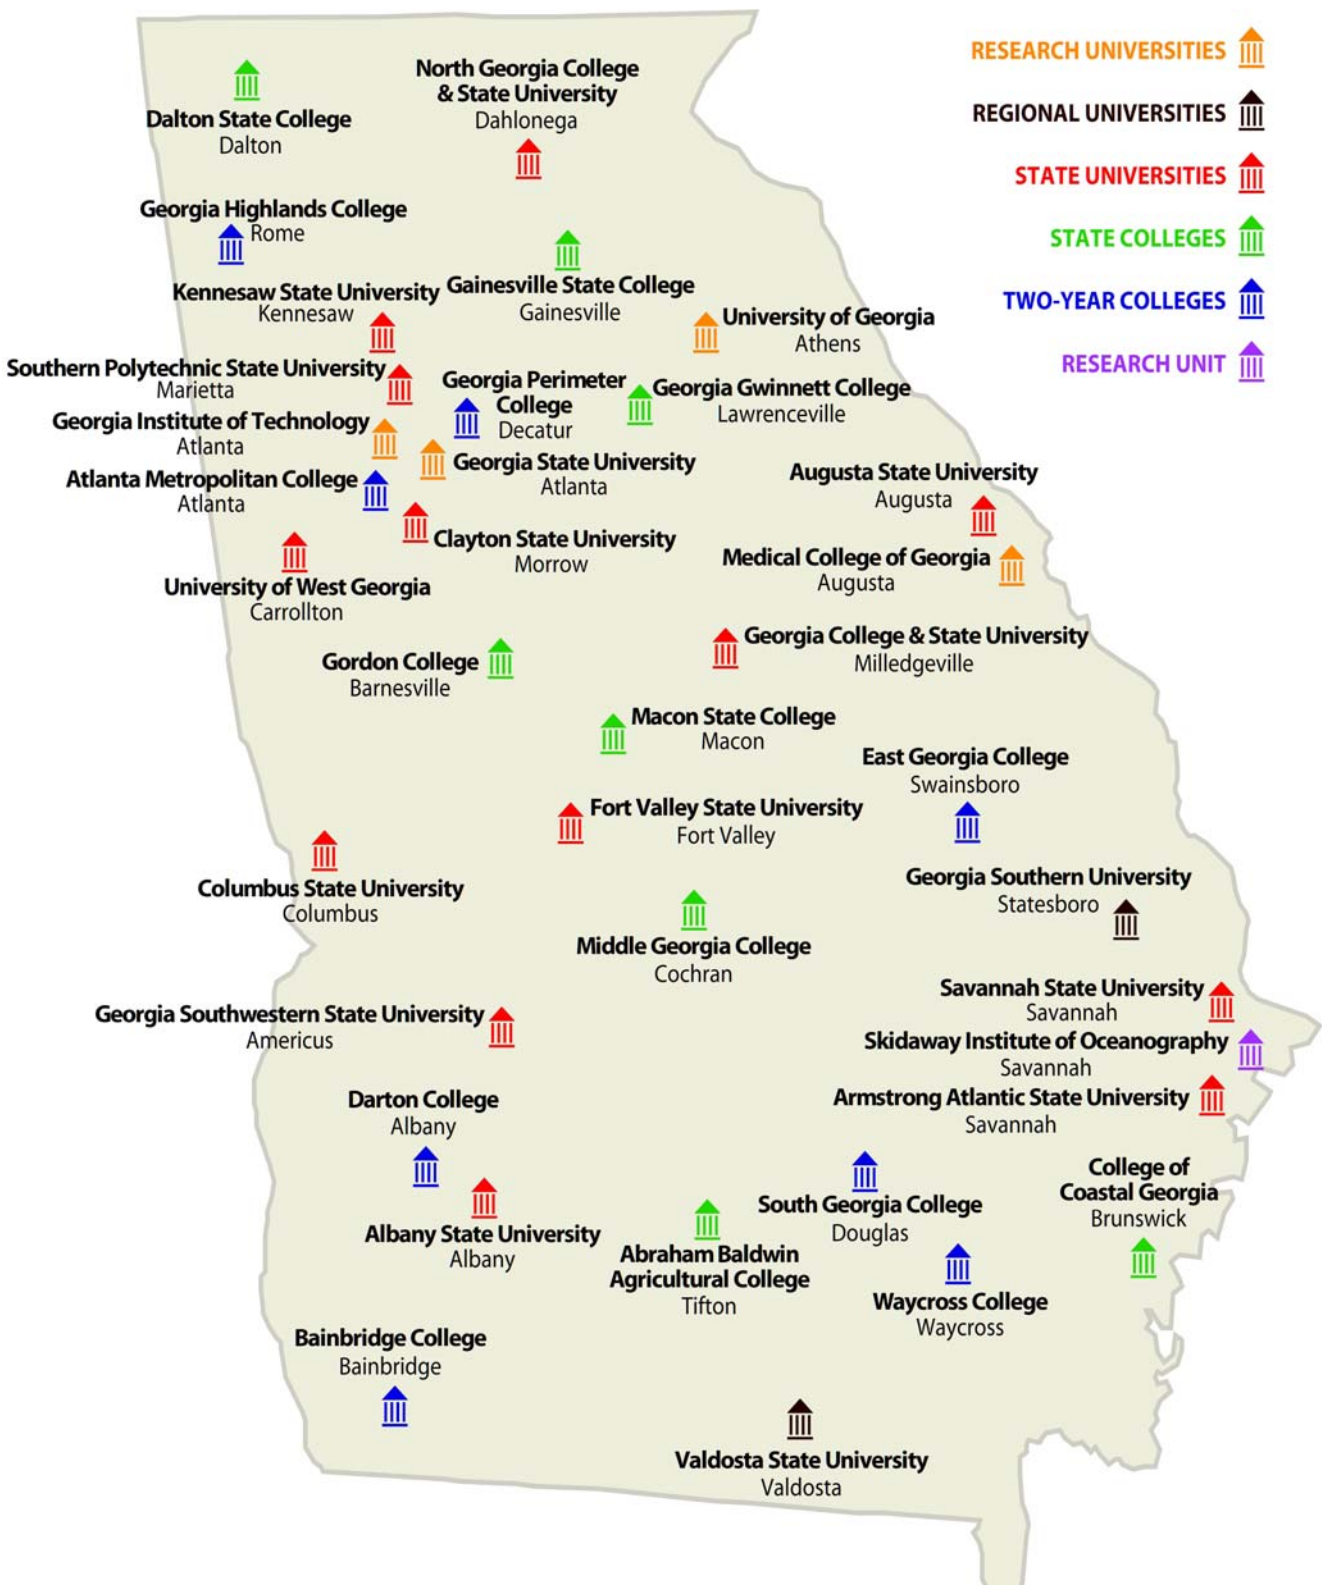 RESEARCH UNIVERSITIES
REGIONAL UNIVERSITIES
STATE UNIVERSITIES
STATE COLLEGES
TWO-YEAR COLLEGES
RESEARCH UNIT
Dalton State College
Dalton
North Georgia College
& State University
Dahlonega
Georgia Highlands College
Rome
Gainesville State College
Gainesville
Kennesaw State University
Kennesaw
University of Georgia
Athens
Southern Polytechnic State University
Marietta
Georgia Perimeter
College
Decatur
Georgia Gwinnett College
Lawrenceville
Georgia Institute of Technology
Atlanta
Georgia State University
Atlanta
Atlanta Metropolitan College
Atlanta
Augusta State University
Augusta
Clayton State University
Morrow
Medical College of Georgia
Augusta
University of West Georgia
Carrollton
Georgia College & State University
Milledgeville
Gordon College
Barnesville
Macon State College
Macon
East Georgia College
Swainsboro
Fort Valley State University
Fort Valley
Columbus State University
Columbus
Georgia Southern University
Statesboro
Middle Georgia College
Cochran
Savannah State University
Savannah
Georgia Southwestern State University
Americus
Skidaway Institute of Oceanography
Savannah
Armstrong Atlantic State University
Savannah
Darton College
Albany
College of
Coastal Georgia
Brunswick
South Georgia College
Douglas
Albany State University
Albany
Abraham Baldwin
Agricultural College
Tifton
Waycross College
Waycross
Bainbridge College
Bainbridge
Valdosta State University
Valdosta